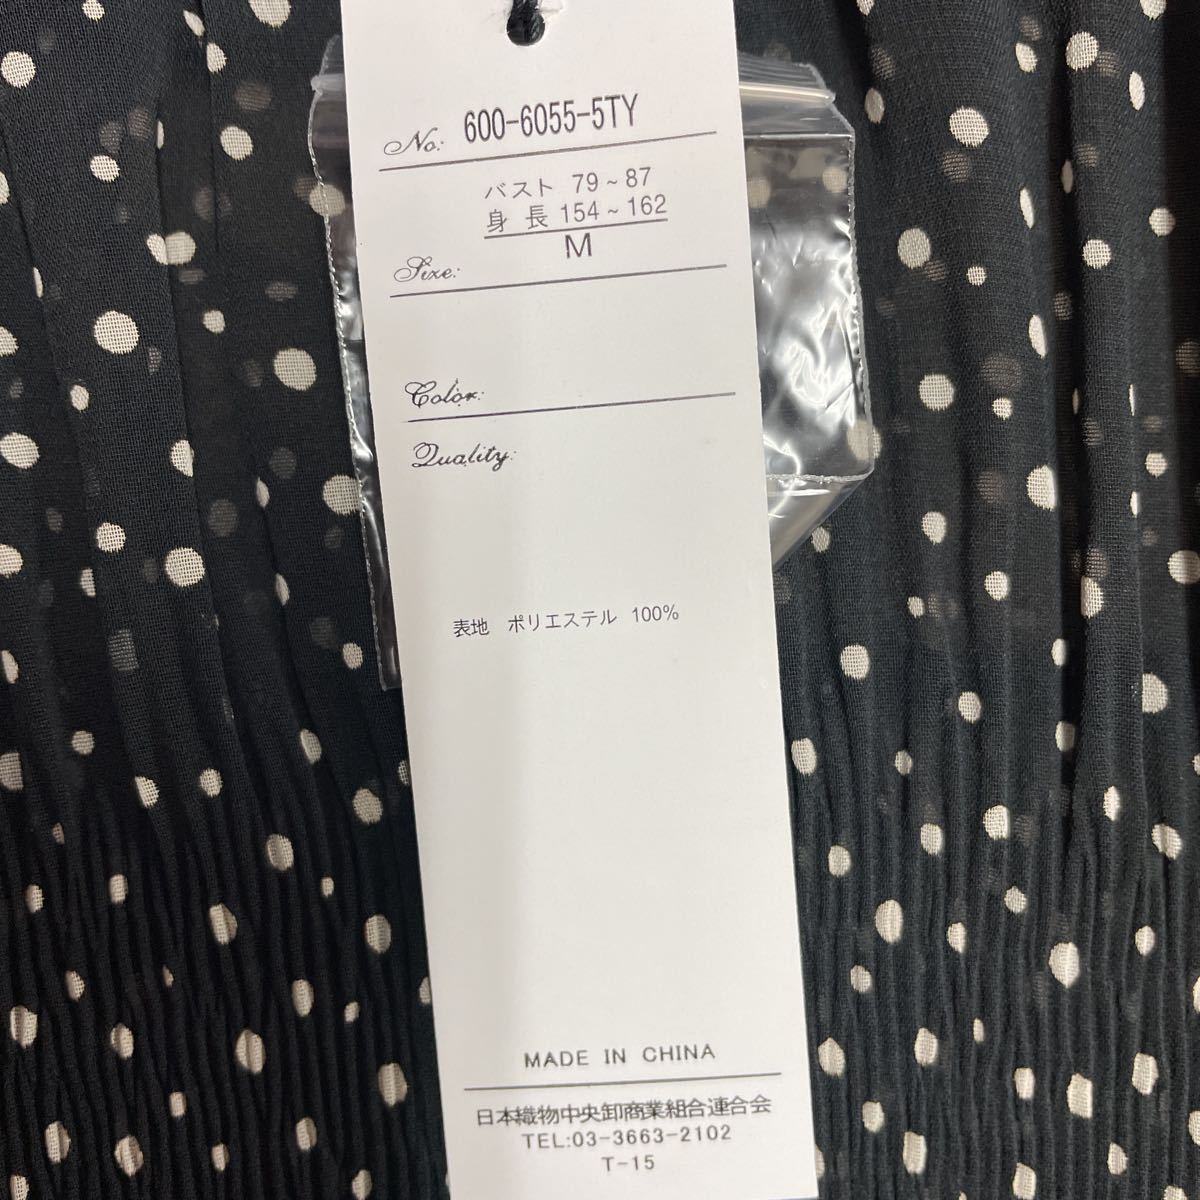 No: 600-6055-5TY
バスト 79~87
身長 154~162
M
Size:
Color:
Quality:
表地 ポリエステル 100%
MADE IN CHINA
日本織物中央卸商業組合連合会
TEL:03-3663-2102
T-15